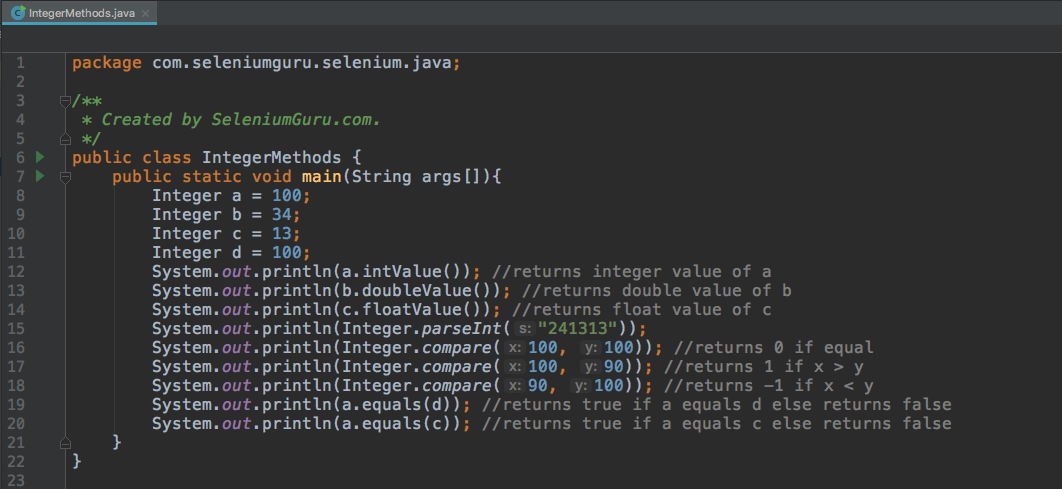 IntegerMethods.java
1 package com.seleniumguru.selenium.java;
2
3 /**
4 * Created by SeleniumGuru.com.
5 */
6 public class IntegerMethods {
7 public static void main(String args[]){
8 Integer a = 100;
9 Integer b = 34;
10 Integer c = 13;
11 Integer d = 100;
12 System.out.println(a.intValue()); //returns integer value of a
13 System.out.println(b.doubleValue()); //returns double value of b
14 System.out.println(c.floatValue()); //returns float value of c
15 System.out.println(Integer.parseInt( s: "241313"));
16 System.out.println(Integer.compare( x: 100, y: 100)); //returns 0 if equal
17 System.out.println(Integer.compare( x: 100, y: 90)); //returns 1 if x > y
18 System.out.println(Integer.compare( x: 90, y: 100)); //returns -1 if x < y
19 System.out.println(a.equals(d)); //returns true if a equals d else returns false
20 System.out.println(a.equals(c)); //returns true if a equals c else returns false
21 }
22 }
23